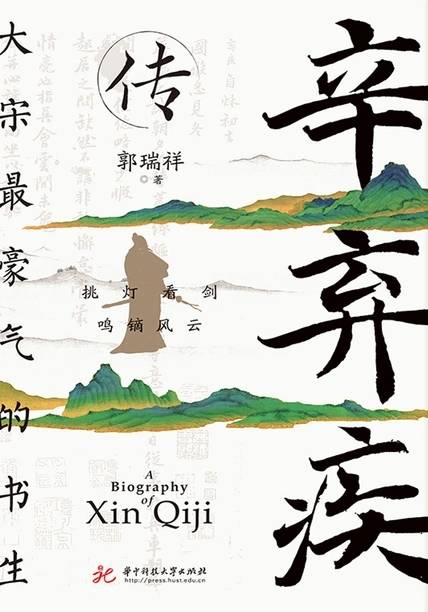 辛弃疾
传
郭瑞祥
◎著
挑灯看剑
鸣镝风云
大宋最豪气的书生
A
Biography
of
Xin Qiji
华中科技大学出版社
http://press.hust.edu.cn